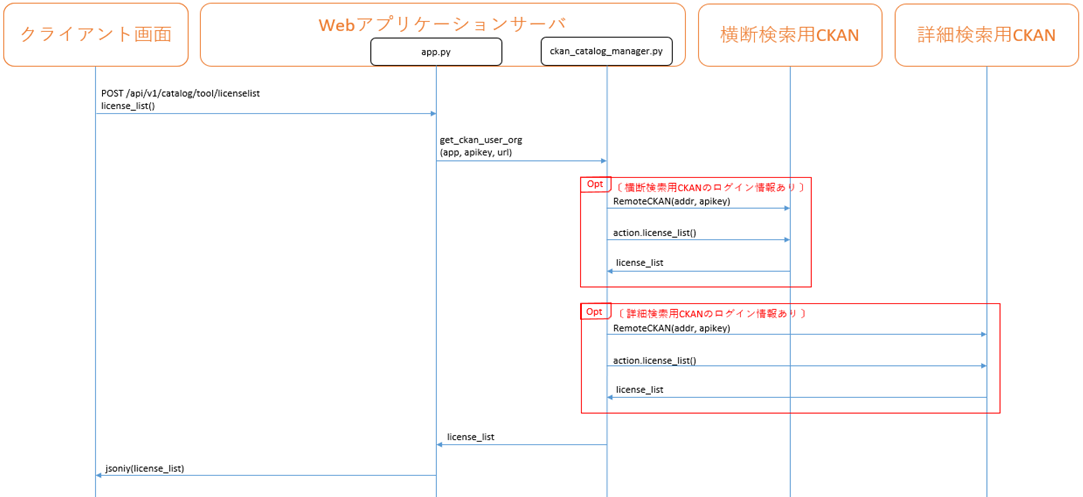 クライアント画面
Webアプリケーションサーバ
app.py
ckan_catalog_manager.py
横断検索用CKAN
詳細検索用CKAN
POST /api/v1/catalog/tool/licenselist
license_list()
get_ckan_user_org
(app, apikey, url)
Opt
〔 横断検索用CKANのログイン情報あり 〕
RemoteCKAN(addr, apikey)
action.license_list()
license_list
Opt
〔 詳細検索用CKANのログイン情報あり 〕
RemoteCKAN(addr, apikey)
action.license_list()
license_list
license_list
jsoniy(license_list)